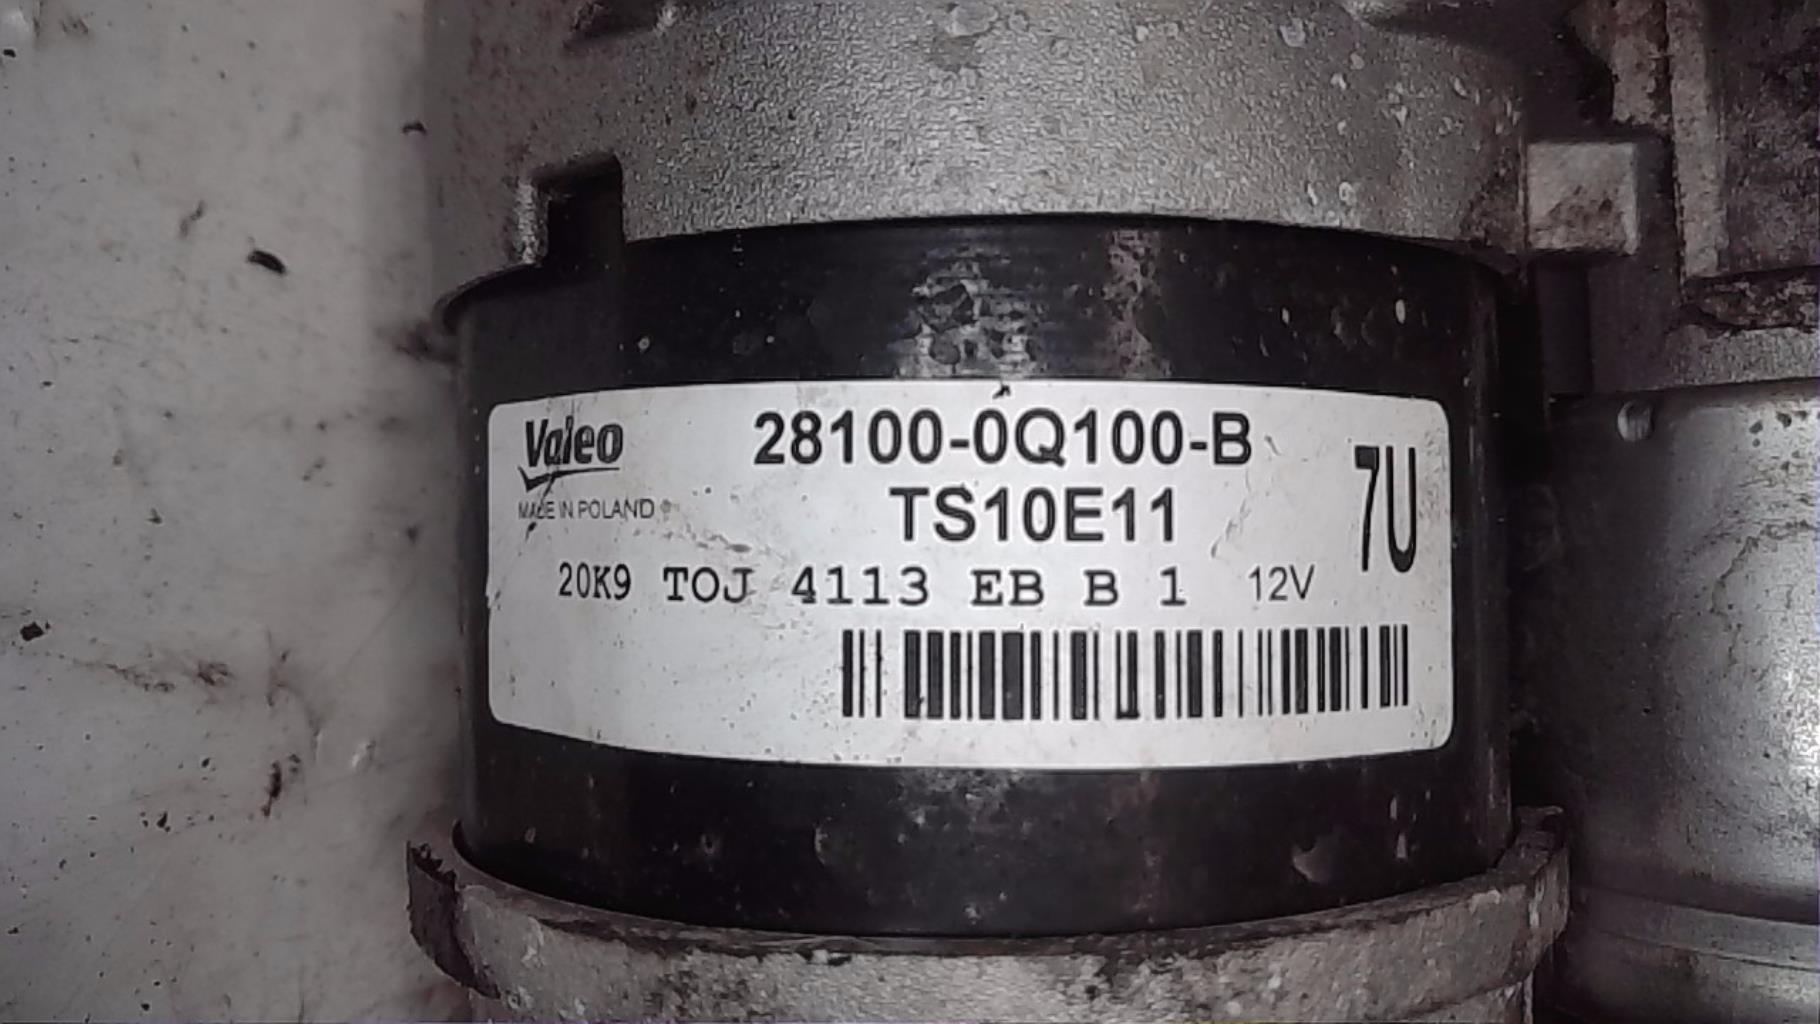 Valeo 28100-0Q100-B
MADE IN POLAND TS10E11 7U
20K9 TOJ 4113 EB B 1 12V